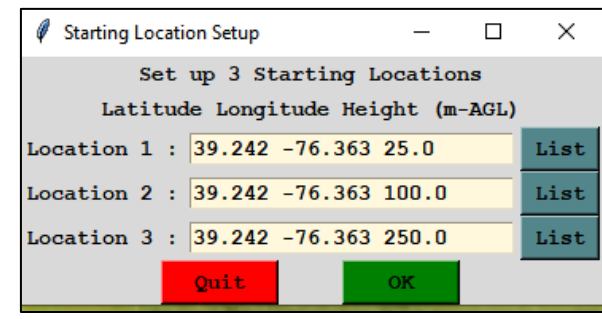 Starting Location Setup
Set up 3 Starting Locations
Latitude Longitude Height (m-AGL)
Location 1 : 39.242 -76.363 25.0 List
Location 2 : 39.242 -76.363 100.0 List
Location 3 : 39.242 -76.363 250.0 List
Quit OK